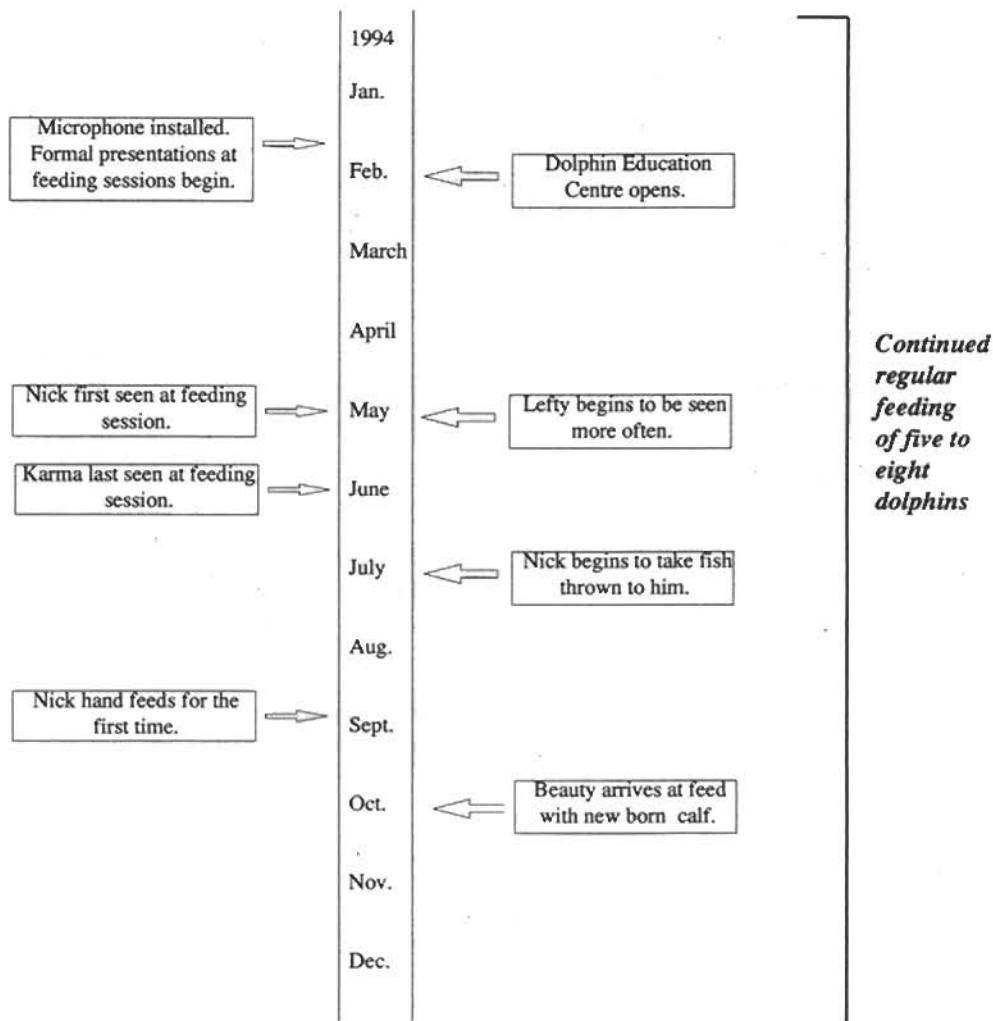 1994
Jan.
Microphone installed.
Formal presentations at
feeding sessions begin.
Feb.
Dolphin Education
Centre opens.
March
April
Nick first seen at feeding
session.
May
Lefty begins to be seen
more often.
Karma last seen at feeding
session.
June
July
Nick begins to take fish
thrown to him.
Aug.
Nick hand feeds for the
first time.
Sept.
Oct.
Beauty arrives at feed
with new born calf.
Nov.
Dec.
Continued
regular
feeding
of five to
eight
dolphins